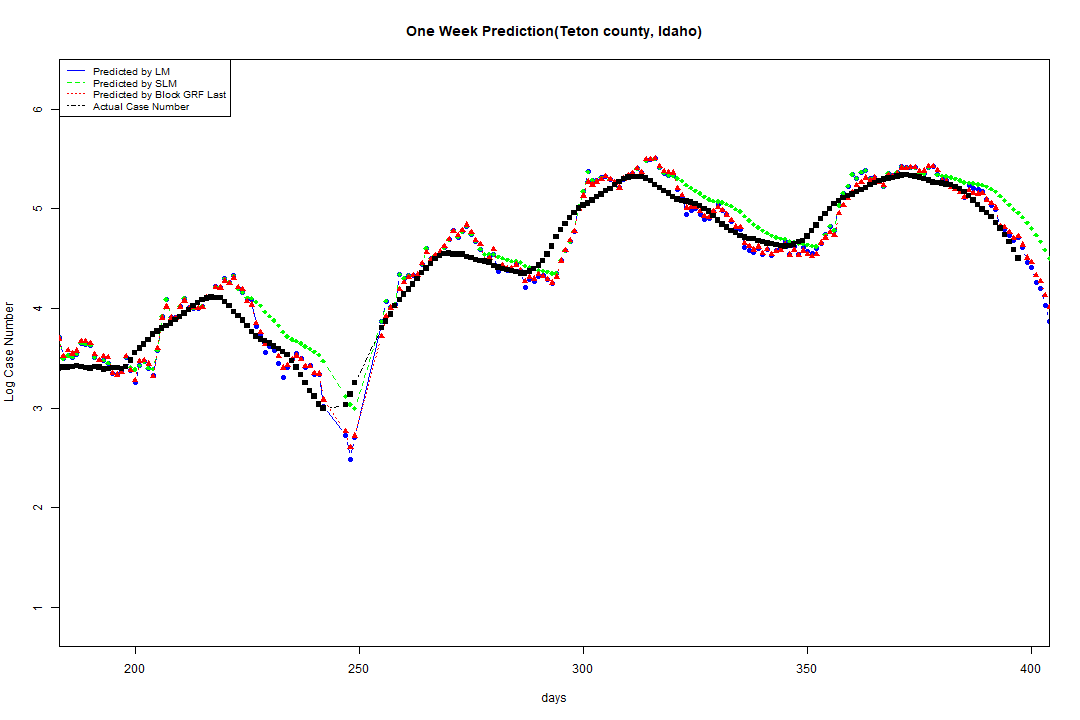 One Week Prediction(Teton county, Idaho)
Predicted by LM
Predicted by SLM
Predicted by Block GRF Last
Actual Case Number
Log Case Number
6
5
4
3
2
1
200 250 300 350 400
days